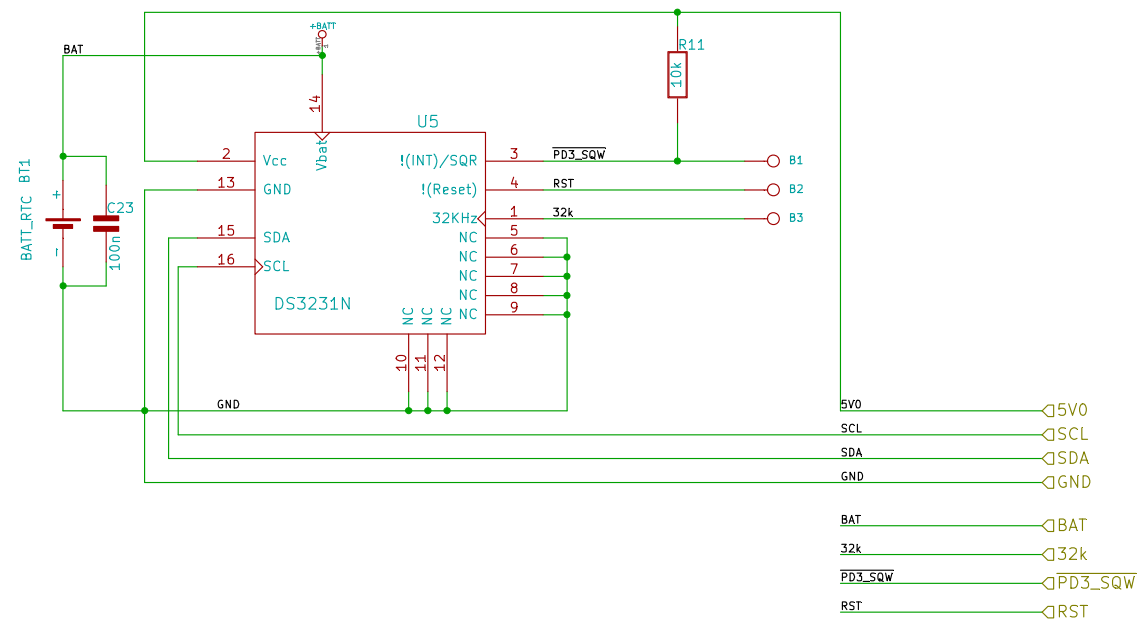 +BATT
+BATT
1
BAT
R11
10k
14
U5
2
Vcc
Vbat
!(INT)/SQR
3
PD3_SQW
B1
13
GND
!(Reset)
4
RST
B2
32KHz
1
32k
B3
BATT_RTC BT1
+
-
C23
100n
15
SDA
NC
5
NC
6
16
SCL
NC
7
NC
8
DS3231N
NC
9
NC
NC
NC
10
11
12
GND
5V0
5V0
SCL
SCL
SDA
SDA
GND
GND
BAT
BAT
32k
32k
PD3_SQW
PD3_SQW
RST
RST